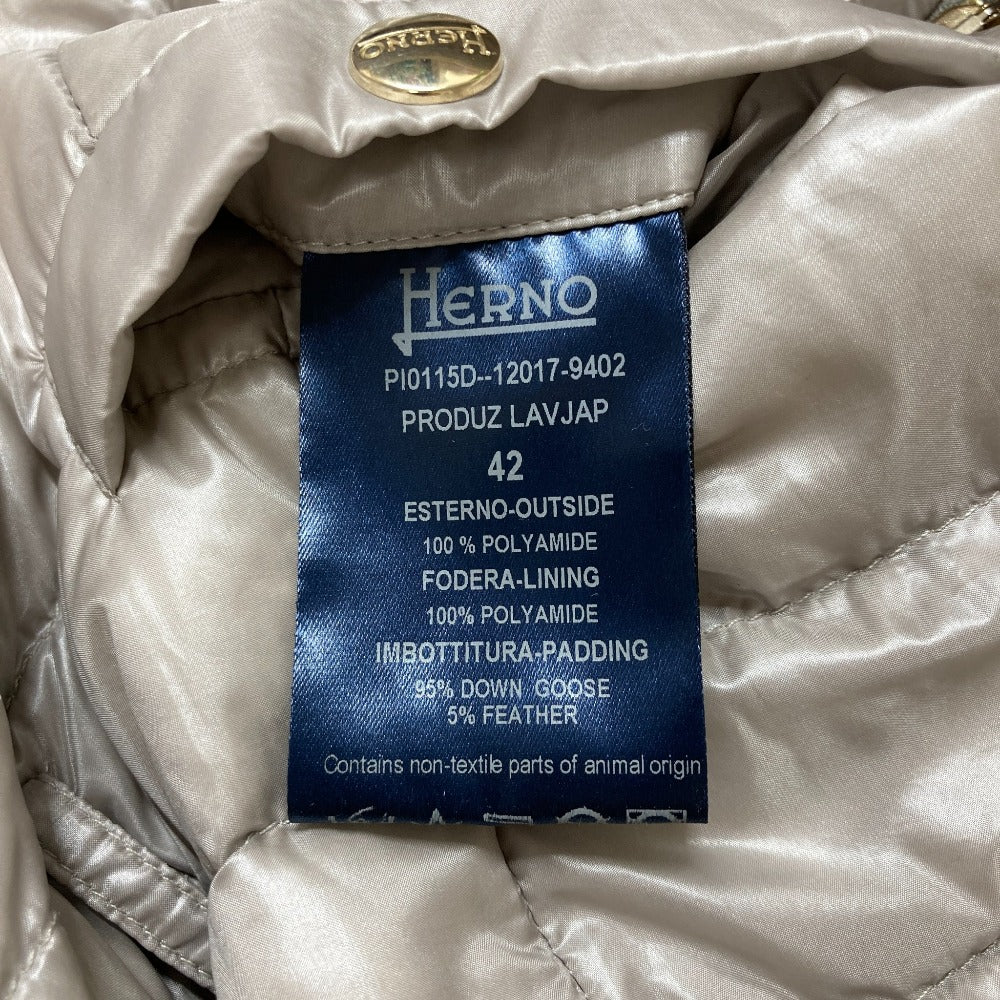 HERNO
HERNO
PI0115D--12017-9402
PRODUZ LAVJAP
42
ESTERNO-OUTSIDE
100 % POLYAMIDE
FODERA-LINING
100% POLYAMIDE
IMBOTTITURA-PADDING
95% DOWN GOOSE
5% FEATHER
Contains non-textile parts of animal origin